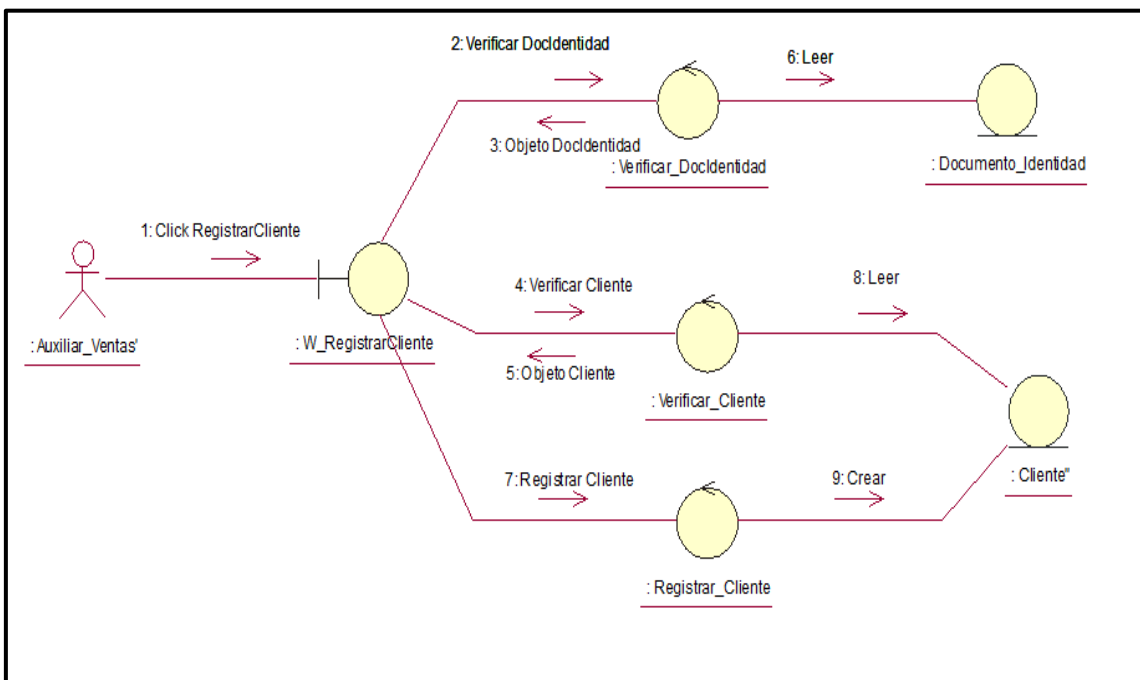 2: Verificar DocIdentidad
6: Leer
3: Objeto DocIdentidad
: Verificar_DocIdentidad
: Documento_Identidad
1: Click RegistrarCliente
4: Verificar Cliente
8: Leer
: Auxiliar_Ventas'
: W_RegistrarCliente
5: Objeto Cliente
: Verificar_Cliente
7: Registrar Cliente
9: Crear
: Cliente"
: Registrar_Cliente